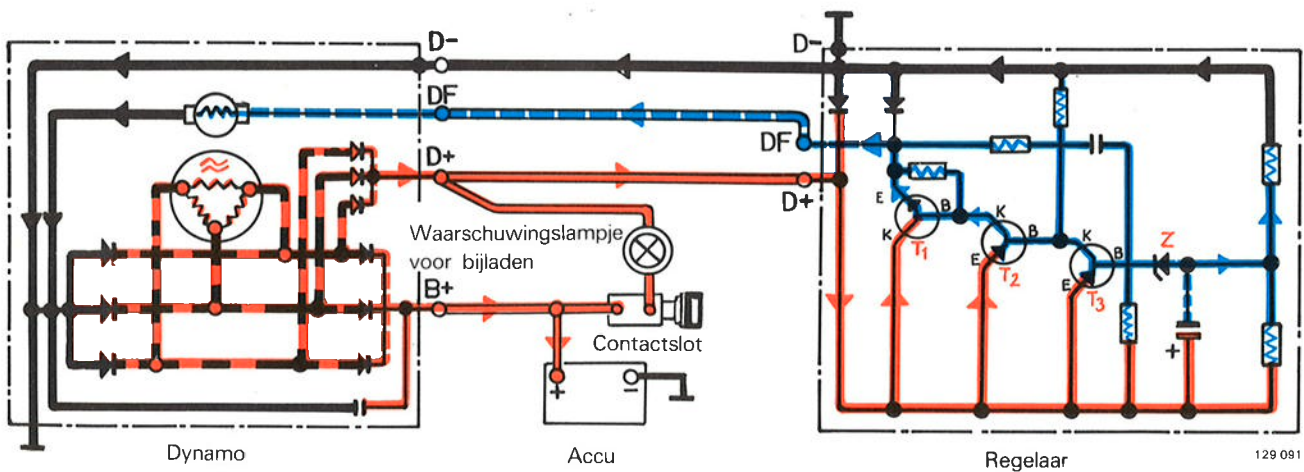 D-
D-
DF
DF
D+
D+
E
B
K
K
T1
B
K
E
T2
B
Z
E
T3
Waarschuwingslampje
voor bijladen
B+
Contactslot
+
-
+
Dynamo
Accu
Regelaar
129 091